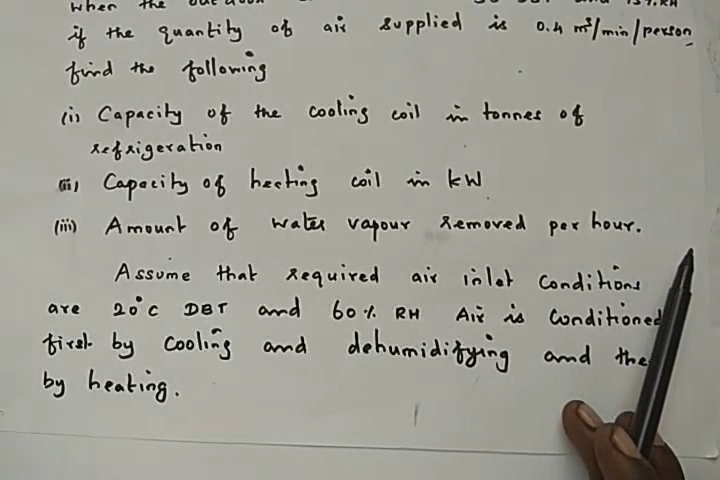 when the
if the quantity of air supplied is 0.4 m³/min/person
find the following
(i) Capacity of the cooling coil in tonnes of
refrigeration
(ii) Capacity of heating coil in kW
(iii) Amount of water vapour removed per hour.
Assume that required air inlet conditions
are 20°C DBT and 60% RH Air is Conditioned
first by cooling and dehumidifying and the
by heating.